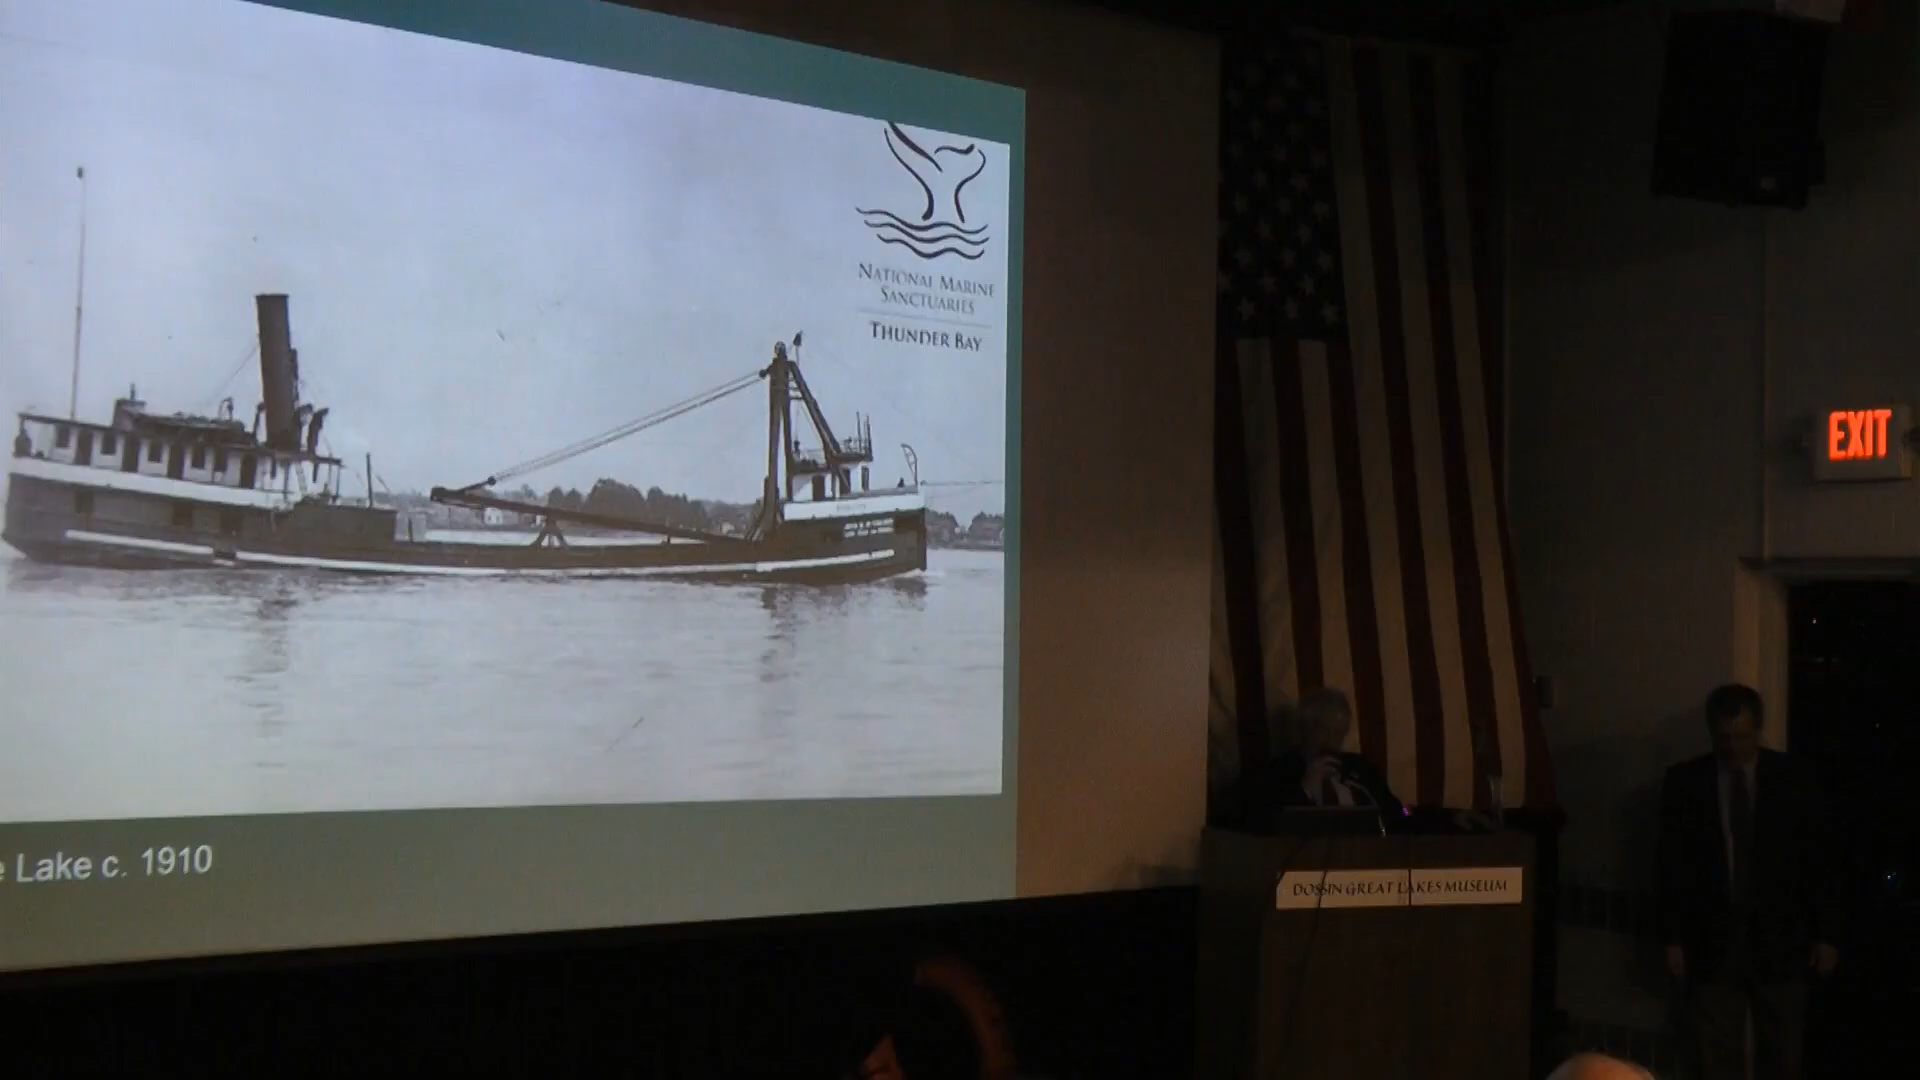 NATIONAL MARINE
SANCTUARIES
THUNDER BAY
EXIT
e Lake c. 1910
DOSSIN GREAT LAKES MUSEUM